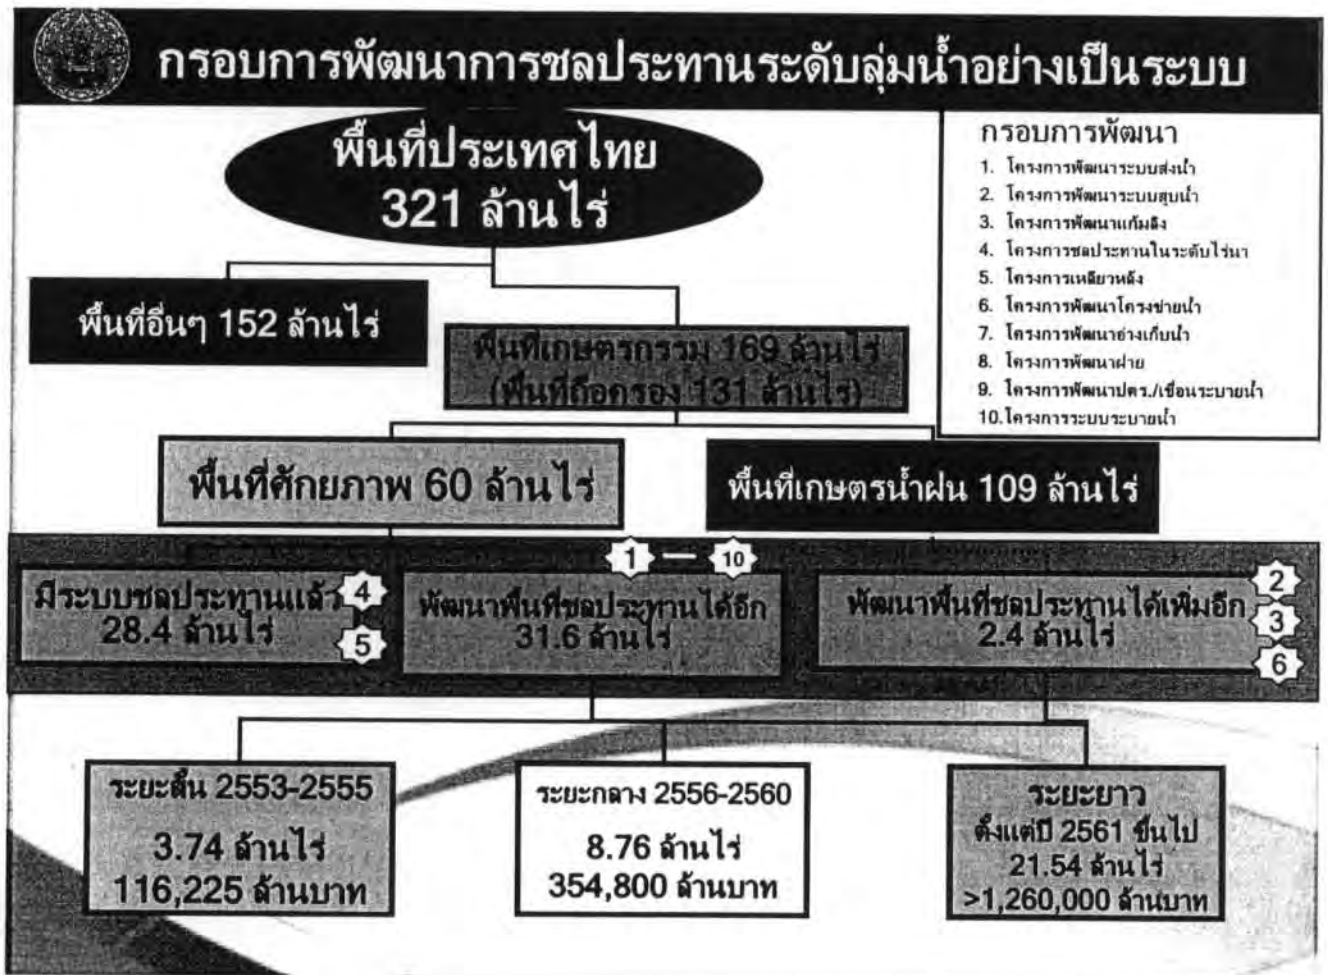 กรอบการพัฒนาการชลประทานระดับลุ่มน้ำอย่างเป็นระบบ
พื้นที่ประเทศไทย
321 ล้านไร่
กรอบการพัฒนา
1. โครงการพัฒนาระบบส่งน้ำ
2. โครงการพัฒนาระบบสูบน้ำ
3. โครงการพัฒนาแก้มลิง
4. โครงการชลประทานในระดับไร่นา
5. โครงการเหลียวหลัง
6. โครงการพัฒนาโครงข่ายน้ำ
7. โครงการพัฒนาอ่างเก็บน้ำ
8. โครงการพัฒนาฝาย
9. โครงการพัฒนาปตร./เขื่อนระบายน้ำ
10. โครงการระบบระบายน้ำ
พื้นที่อื่นๆ 152 ล้านไร่
พื้นที่เกษตรกรรม 169 ล้านไร่
(พื้นที่ถือครอง 131 ล้านไร่)
พื้นที่ศักยภาพ 60 ล้านไร่
พื้นที่เกษตรน้ำฝน 109 ล้านไร่
มีระบบชลประทานแล้ว
28.4 ล้านไร่
4
5
1 — 10
พัฒนาพื้นที่ชลประทานได้อีก
31.6 ล้านไร่
พัฒนาพื้นที่ชลประทานได้เพิ่มอีก
2.4 ล้านไร่
2
3
6
ระยะสั้น 2553-2555
3.74 ล้านไร่
116,225 ล้านบาท
ระยะกลาง 2556-2560
8.76 ล้านไร่
354,800 ล้านบาท
ระยะยาว
ตั้งแต่ปี 2561 ขึ้นไป
21.54 ล้านไร่
>1,260,000 ล้านบาท